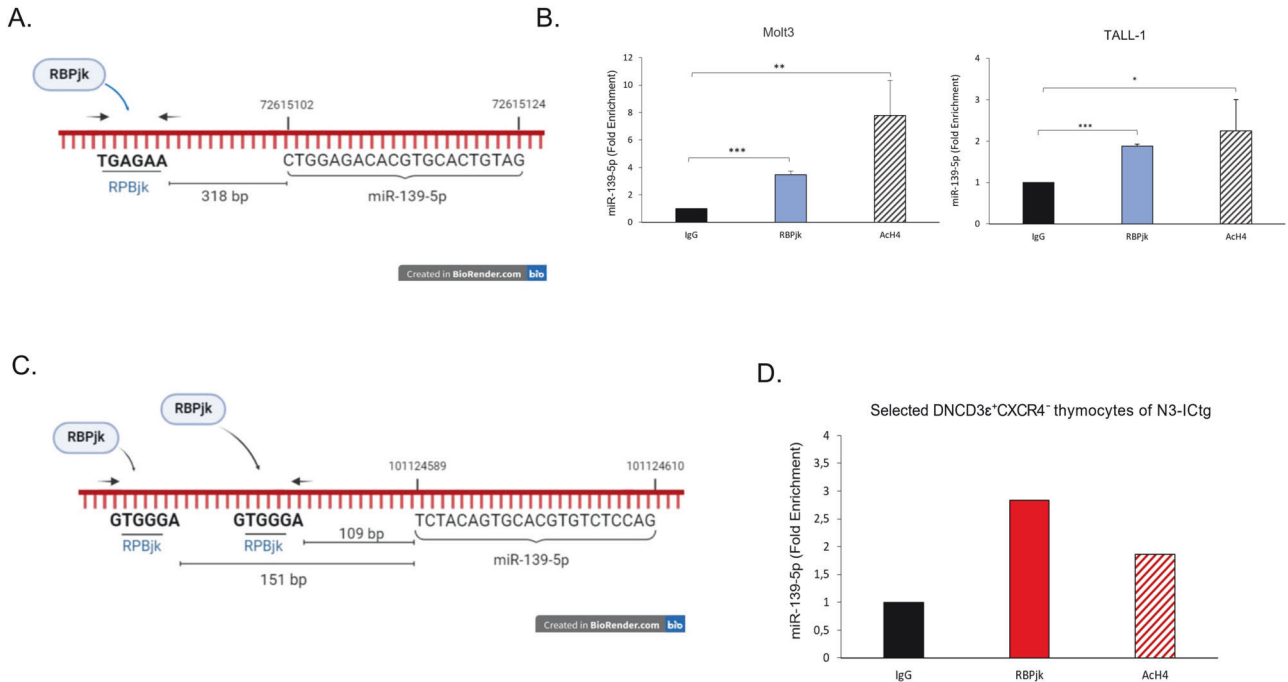 A.
RBPjk
72615102
72615124
TGAGAA
CTGGAGACACGTGCACTGTAG
RPBjk
318 bp
miR-139-5p
Created in BioRender.com bio
B.
Molt3
miR-139-5p (Fold Enrichment)
12
10
8
6
4
2
0
**
***
IgG
RBPjk
AcH4
TALL-1
miR-139-5p (Fold Enrichment)
4
3
2
1
0
*
***
IgG
RBPjk
AcH4
C.
RBPjk
RBPjk
101124589
101124610
GTGGGA
GTGGGA
TCTACAGTGCACGTGTCTCCAG
RPBjk
RPBjk
109 bp
miR-139-5p
151 bp
Created in BioRender.com bio
D.
Selected DNCD3ε⁺CXCR4⁻ thymocytes of N3-ICtg
miR-139-5p (Fold Enrichment)
4
3,5
3
2,5
2
1,5
1
0,5
0
IgG
RBPjk
AcH4